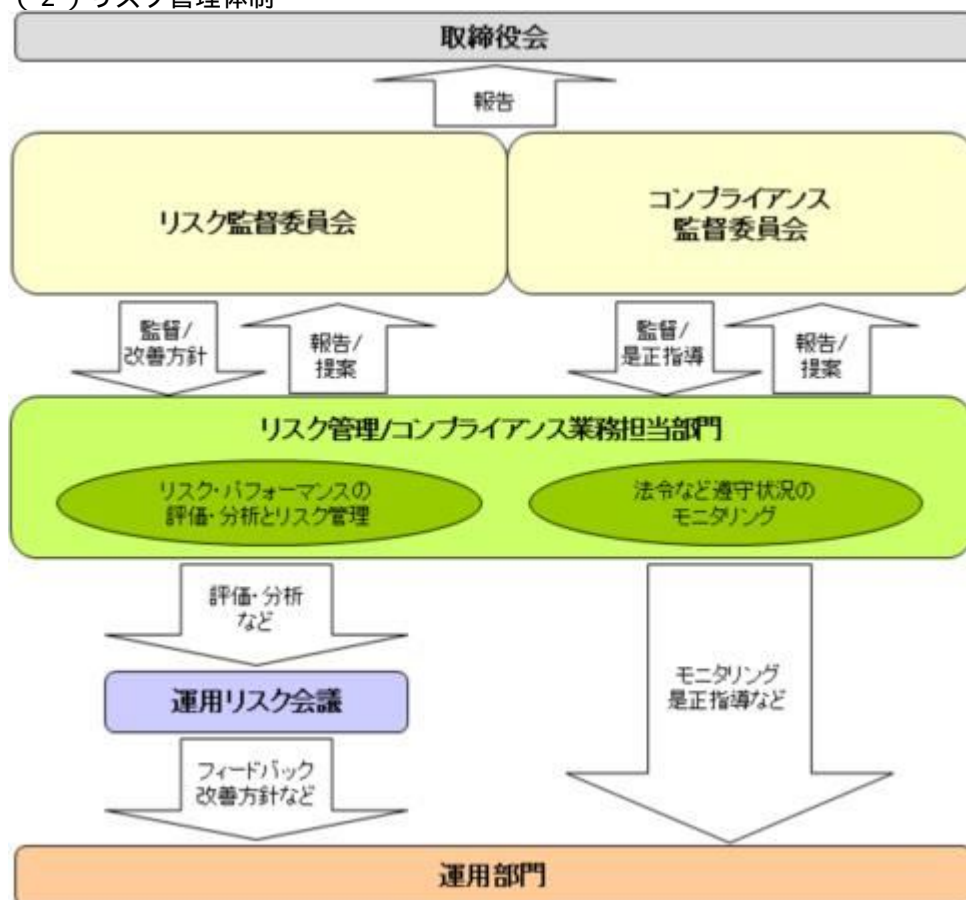 (２)リスク管理体制
取締役会
報告
リスク監督委員会
コンプライアンス
監督委員会
監督/
改善方針
報告/
提案
監督/
是正指導
報告/
提案
リスク管理/コンプライアンス業務担当部門
リスク・パフォーマンスの
評価・分析とリスク管理
法令など遵守状況の
モニタリング
評価・分析
など
運用リスク会議
モニタリング
是正指導など
フィードバック
改善方針など
運用部門